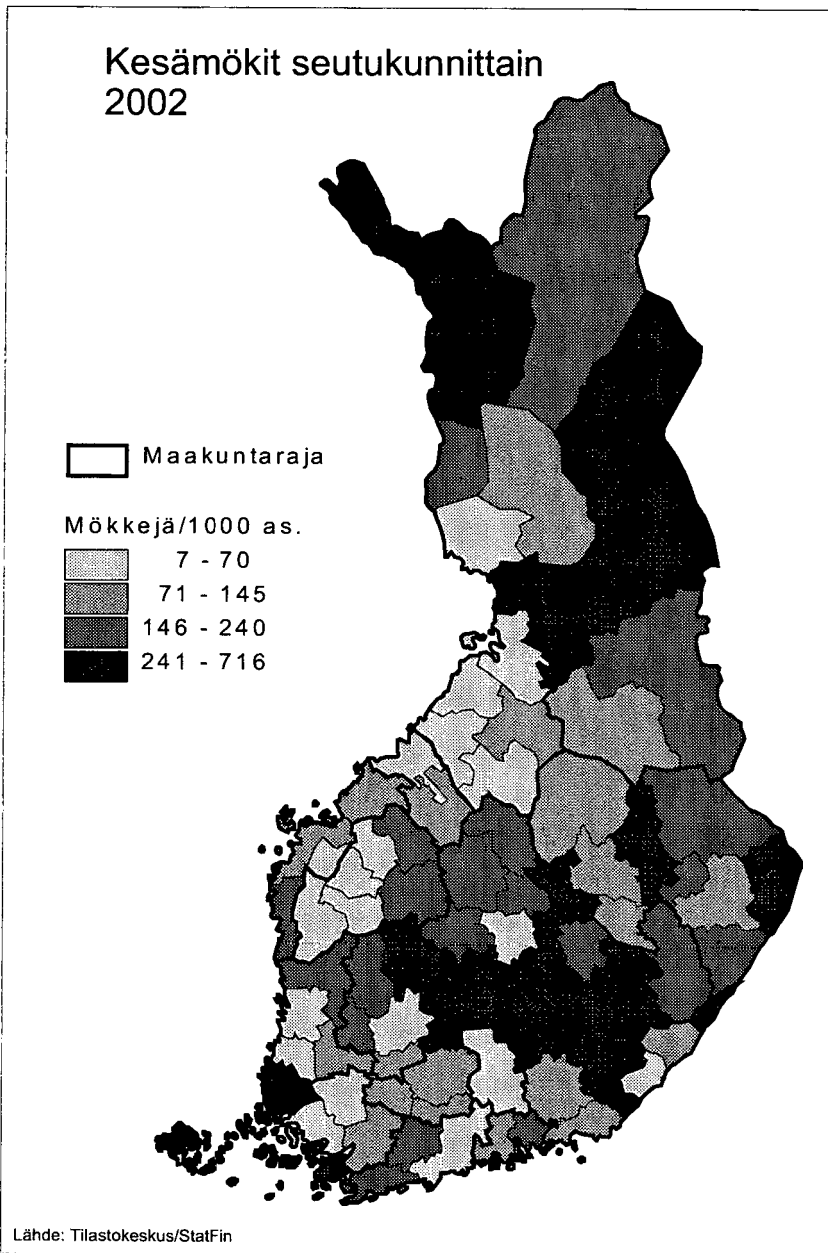 Kesämökit seutukunnittain
2002
Maakuntaraja
Mökkejä/1000 as.
7 - 70
71 - 145
146 - 240
241 - 716
Lähde: Tilastokeskus/StatFin